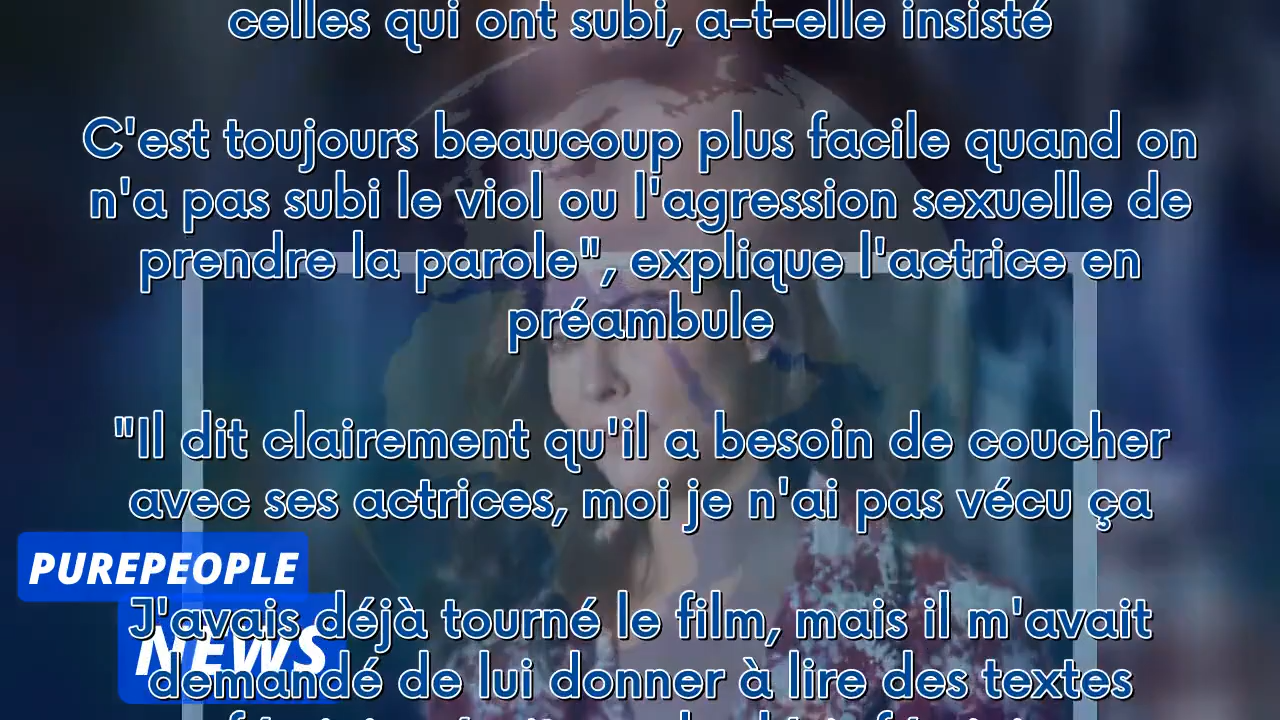 celles qui ont subi, a-t-elle insisté
C'est toujours beaucoup plus facile quand on
n'a pas subi le viol ou l'agression sexuelle de
prendre la parole", explique l'actrice en
préambule
"Il dit clairement qu'il a besoin de coucher
avec ses actrices, moi je n'ai pas vécu ça
PUREPEOPLE
NEWS
J'avais déjà tourné le film, mais il m'avait
demandé de lui donner à lire des textes